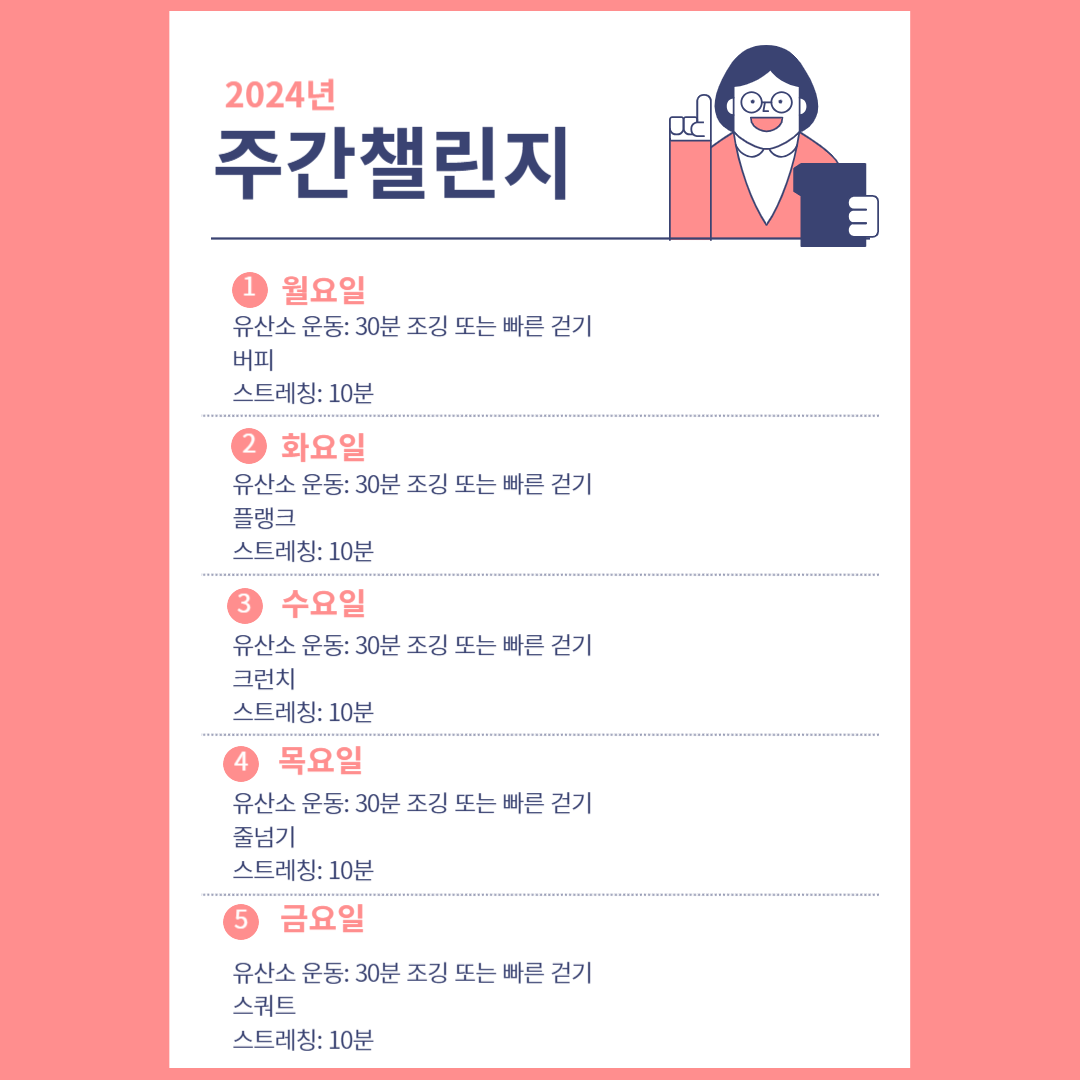 2024년
주간챌린지
1 월요일
유산소 운동: 30분 조깅 또는 빠른 걷기
버피
스트레칭: 10분
2 화요일
유산소 운동: 30분 조깅 또는 빠른 걷기
플랭크
스트레칭: 10분
3 수요일
유산소 운동: 30분 조깅 또는 빠른 걷기
크런치
스트레칭: 10분
4 목요일
유산소 운동: 30분 조깅 또는 빠른 걷기
줄넘기
스트레칭: 10분
5 금요일
유산소 운동: 30분 조깅 또는 빠른 걷기
스쿼트
스트레칭: 10분